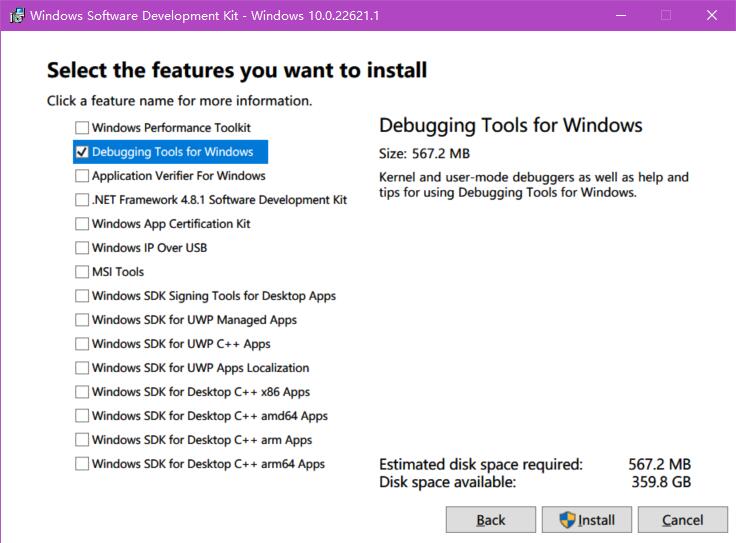 Windows Software Development Kit - Windows 10.0.22621.1
Select the features you want to install
Click a feature name for more information.
Windows Performance Toolkit
Debugging Tools for Windows
Application Verifier For Windows
.NET Framework 4.8.1 Software Development Kit
Windows App Certification Kit
Windows IP Over USB
MSI Tools
Windows SDK Signing Tools for Desktop Apps
Windows SDK for UWP Managed Apps
Windows SDK for UWP C++ Apps
Windows SDK for UWP Apps Localization
Windows SDK for Desktop C++ x86 Apps
Windows SDK for Desktop C++ amd64 Apps
Windows SDK for Desktop C++ arm Apps
Windows SDK for Desktop C++ arm64 Apps
Debugging Tools for Windows
Size: 567.2 MB
Kernel and user-mode debuggers as well as help and
tips for using Debugging Tools for Windows.
Estimated disk space required: 567.2 MB
Disk space available: 359.8 GB
Back Install Cancel